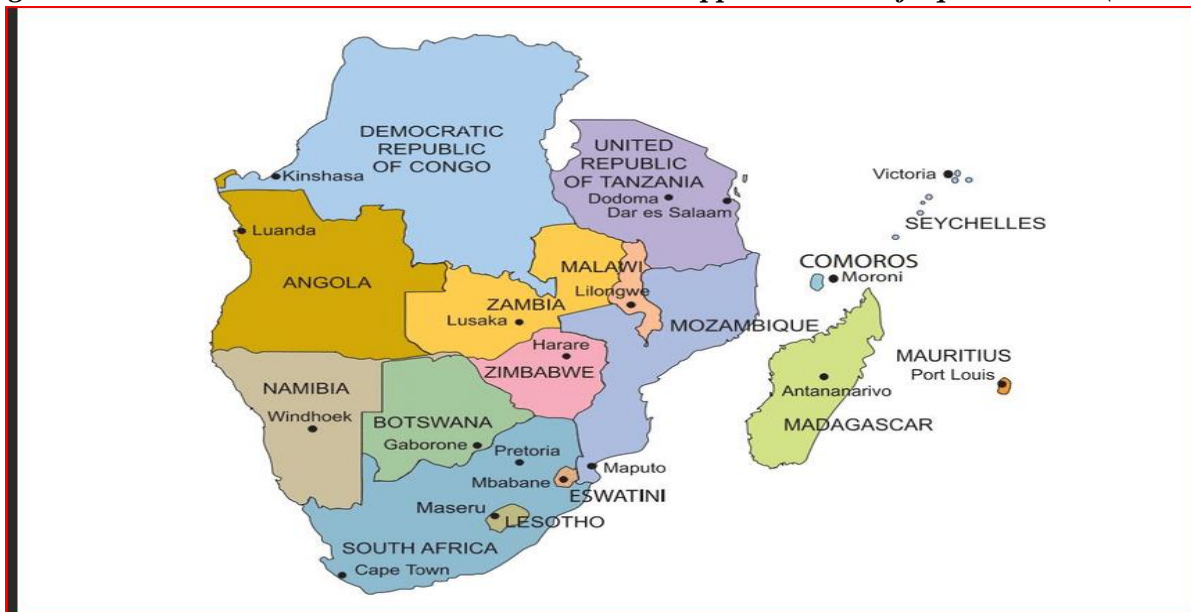 DEMOCRATIC
REPUBLIC
OF CONGO
Kinshasa
UNITED
REPUBLIC
OF TANZANIA
Dodoma
Dar es Salaam
Victoria
SEYCHELLES
Luanda
ANGOLA
COMOROS
Moroni
MALAWI
Lilongwe
ZAMBIA
Lusaka
MOZAMBIQUE
Harare
ZIMBABWE
MAURITIUS
Port Louis
Antananarivo
MADAGASCAR
NAMIBIA
Windhoek
BOTSWANA
Gaborone
Pretoria
Maputo
Mbabane
ESWATINI
Maseru
LESOTHO
SOUTH AFRICA
Cape Town